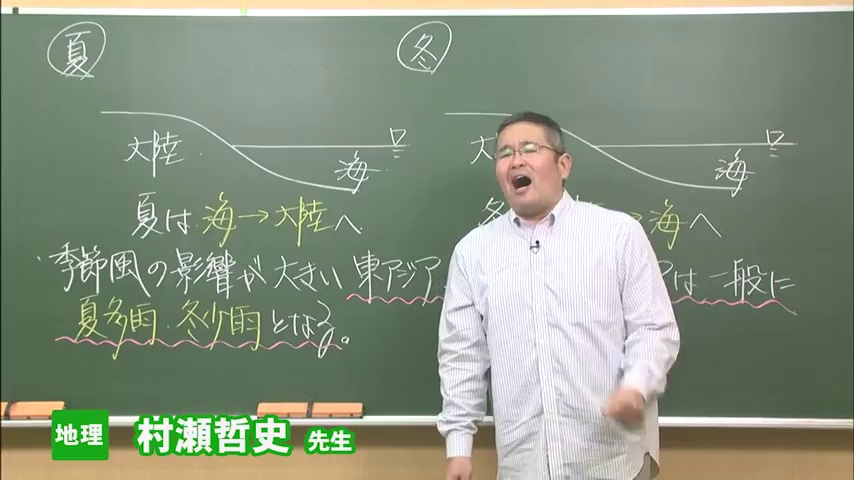 夏
冬
大陸
海
大
海
夏は海→大陸へ
冬
海へ
季節風の影響が大きい東アジア
アは一般に
夏多雨・冬少雨となる。
地理
村瀬哲史 先生